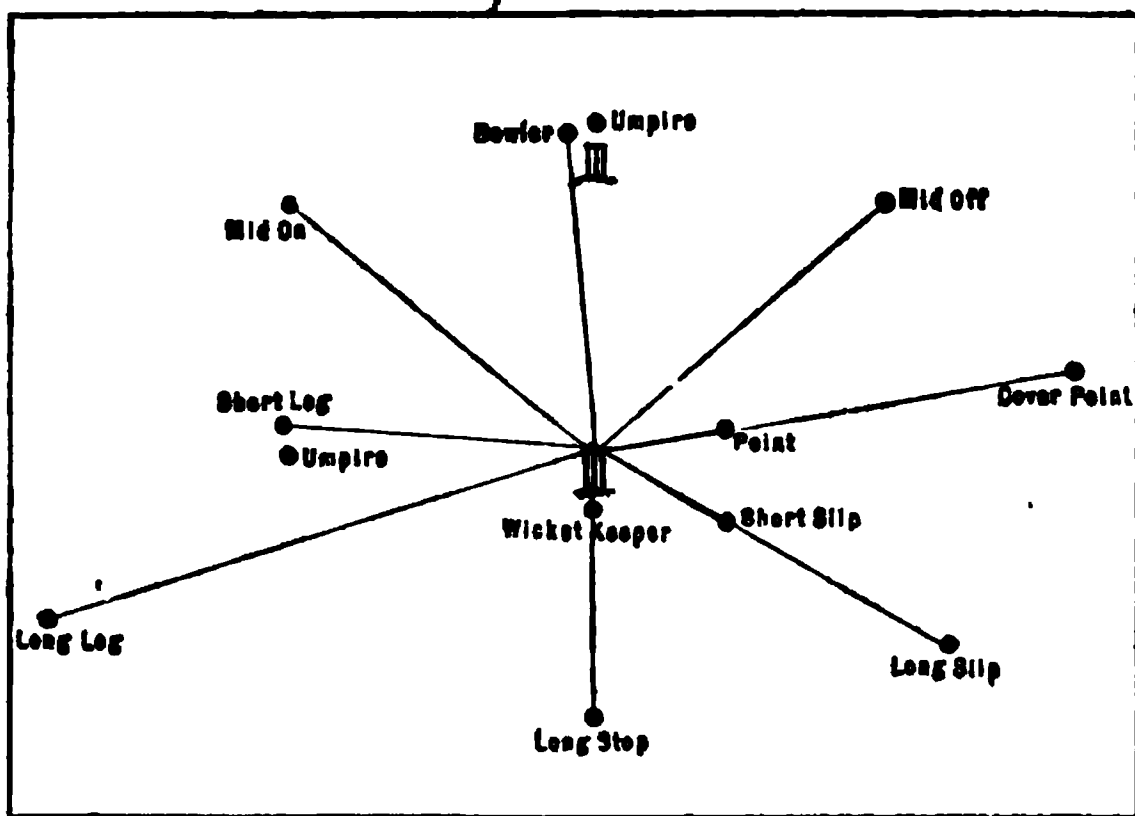 Umpire
Bowler
Mid Off
Mid On
Cover Point
Short Leg
Point
Umpire
Short Slip
Wicket Keeper
Long Leg
Long Slip
Long Stop